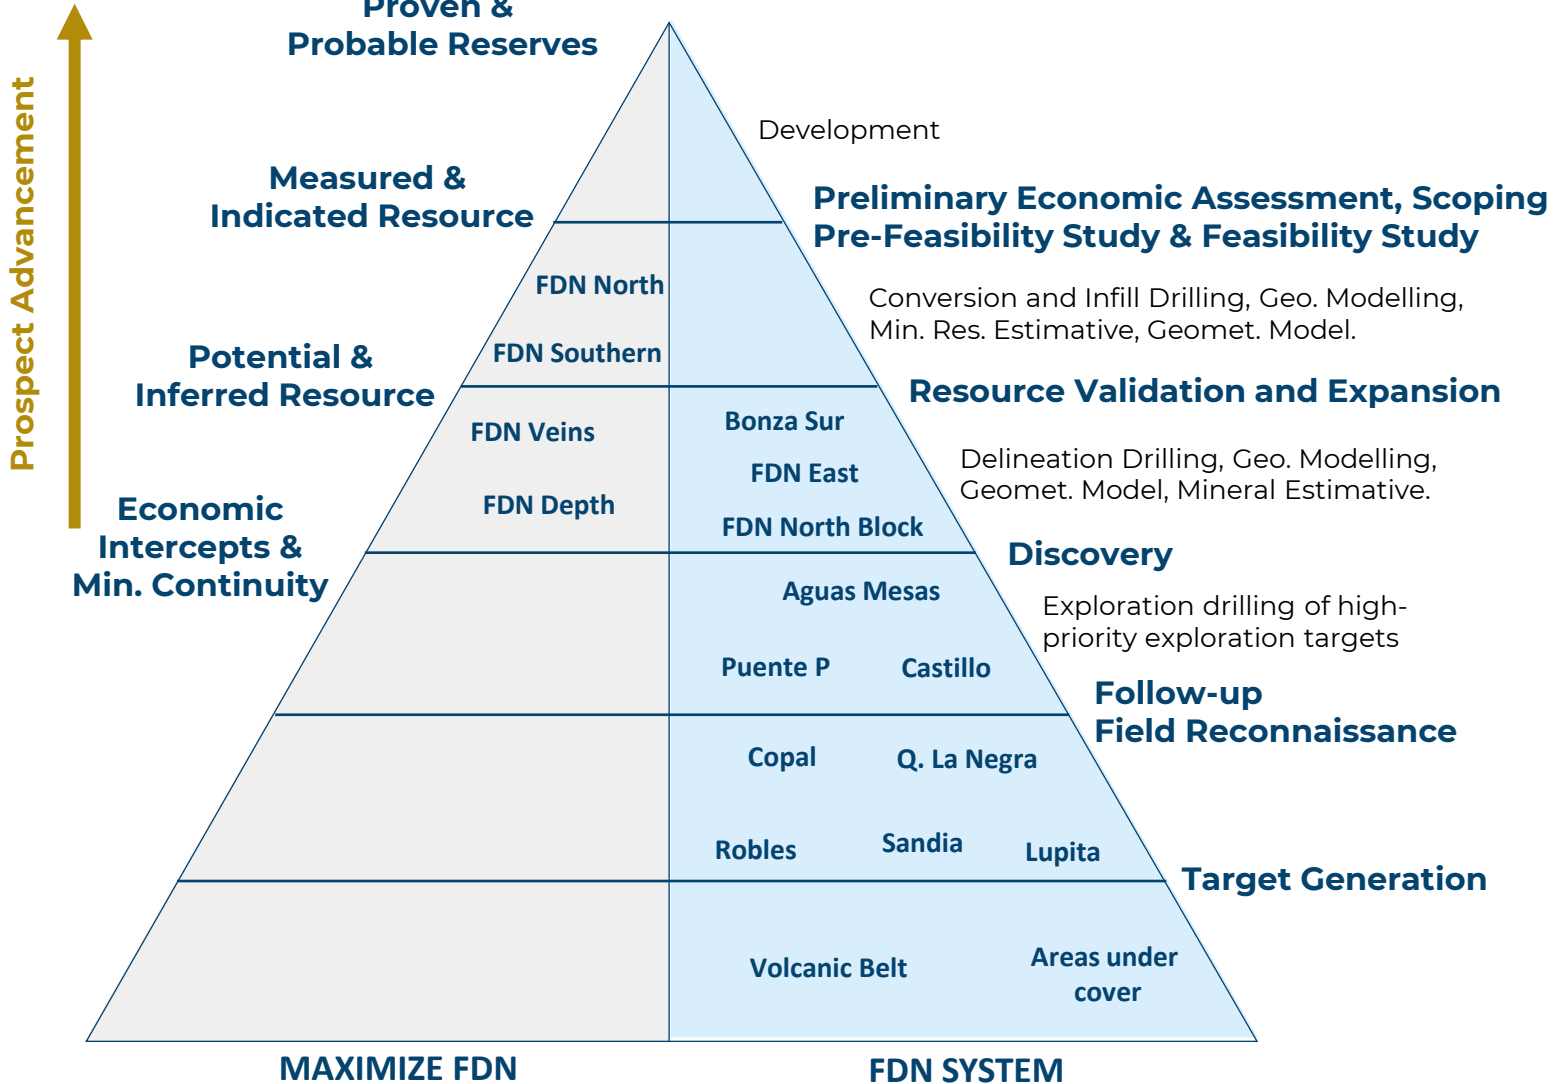 Proven &
Probable Reserves
Prospect Advancement
Development
Measured &
Indicated Resource
Preliminary Economic Assessment, Scoping
Pre-Feasibility Study & Feasibility Study
FDN North
FDN Southern
Conversion and Infill Drilling, Geo. Modelling,
Min. Res. Estimative, Geomet. Model.
Potential &
Inferred Resource
Resource Validation and Expansion
FDN Veins
FDN Depth
Bonza Sur
FDN East
FDN North Block
Delineation Drilling, Geo. Modelling,
Geomet. Model, Mineral Estimative.
Economic
Intercepts &
Min. Continuity
Discovery
Aguas Mesas
Puente P
Castillo
Exploration drilling of high-
priority exploration targets
Follow-up
Field Reconnaissance
Copal
Q. La Negra
Robles
Sandia
Lupita
Target Generation
Volcanic Belt
Areas under
cover
MAXIMIZE FDN
FDN SYSTEM